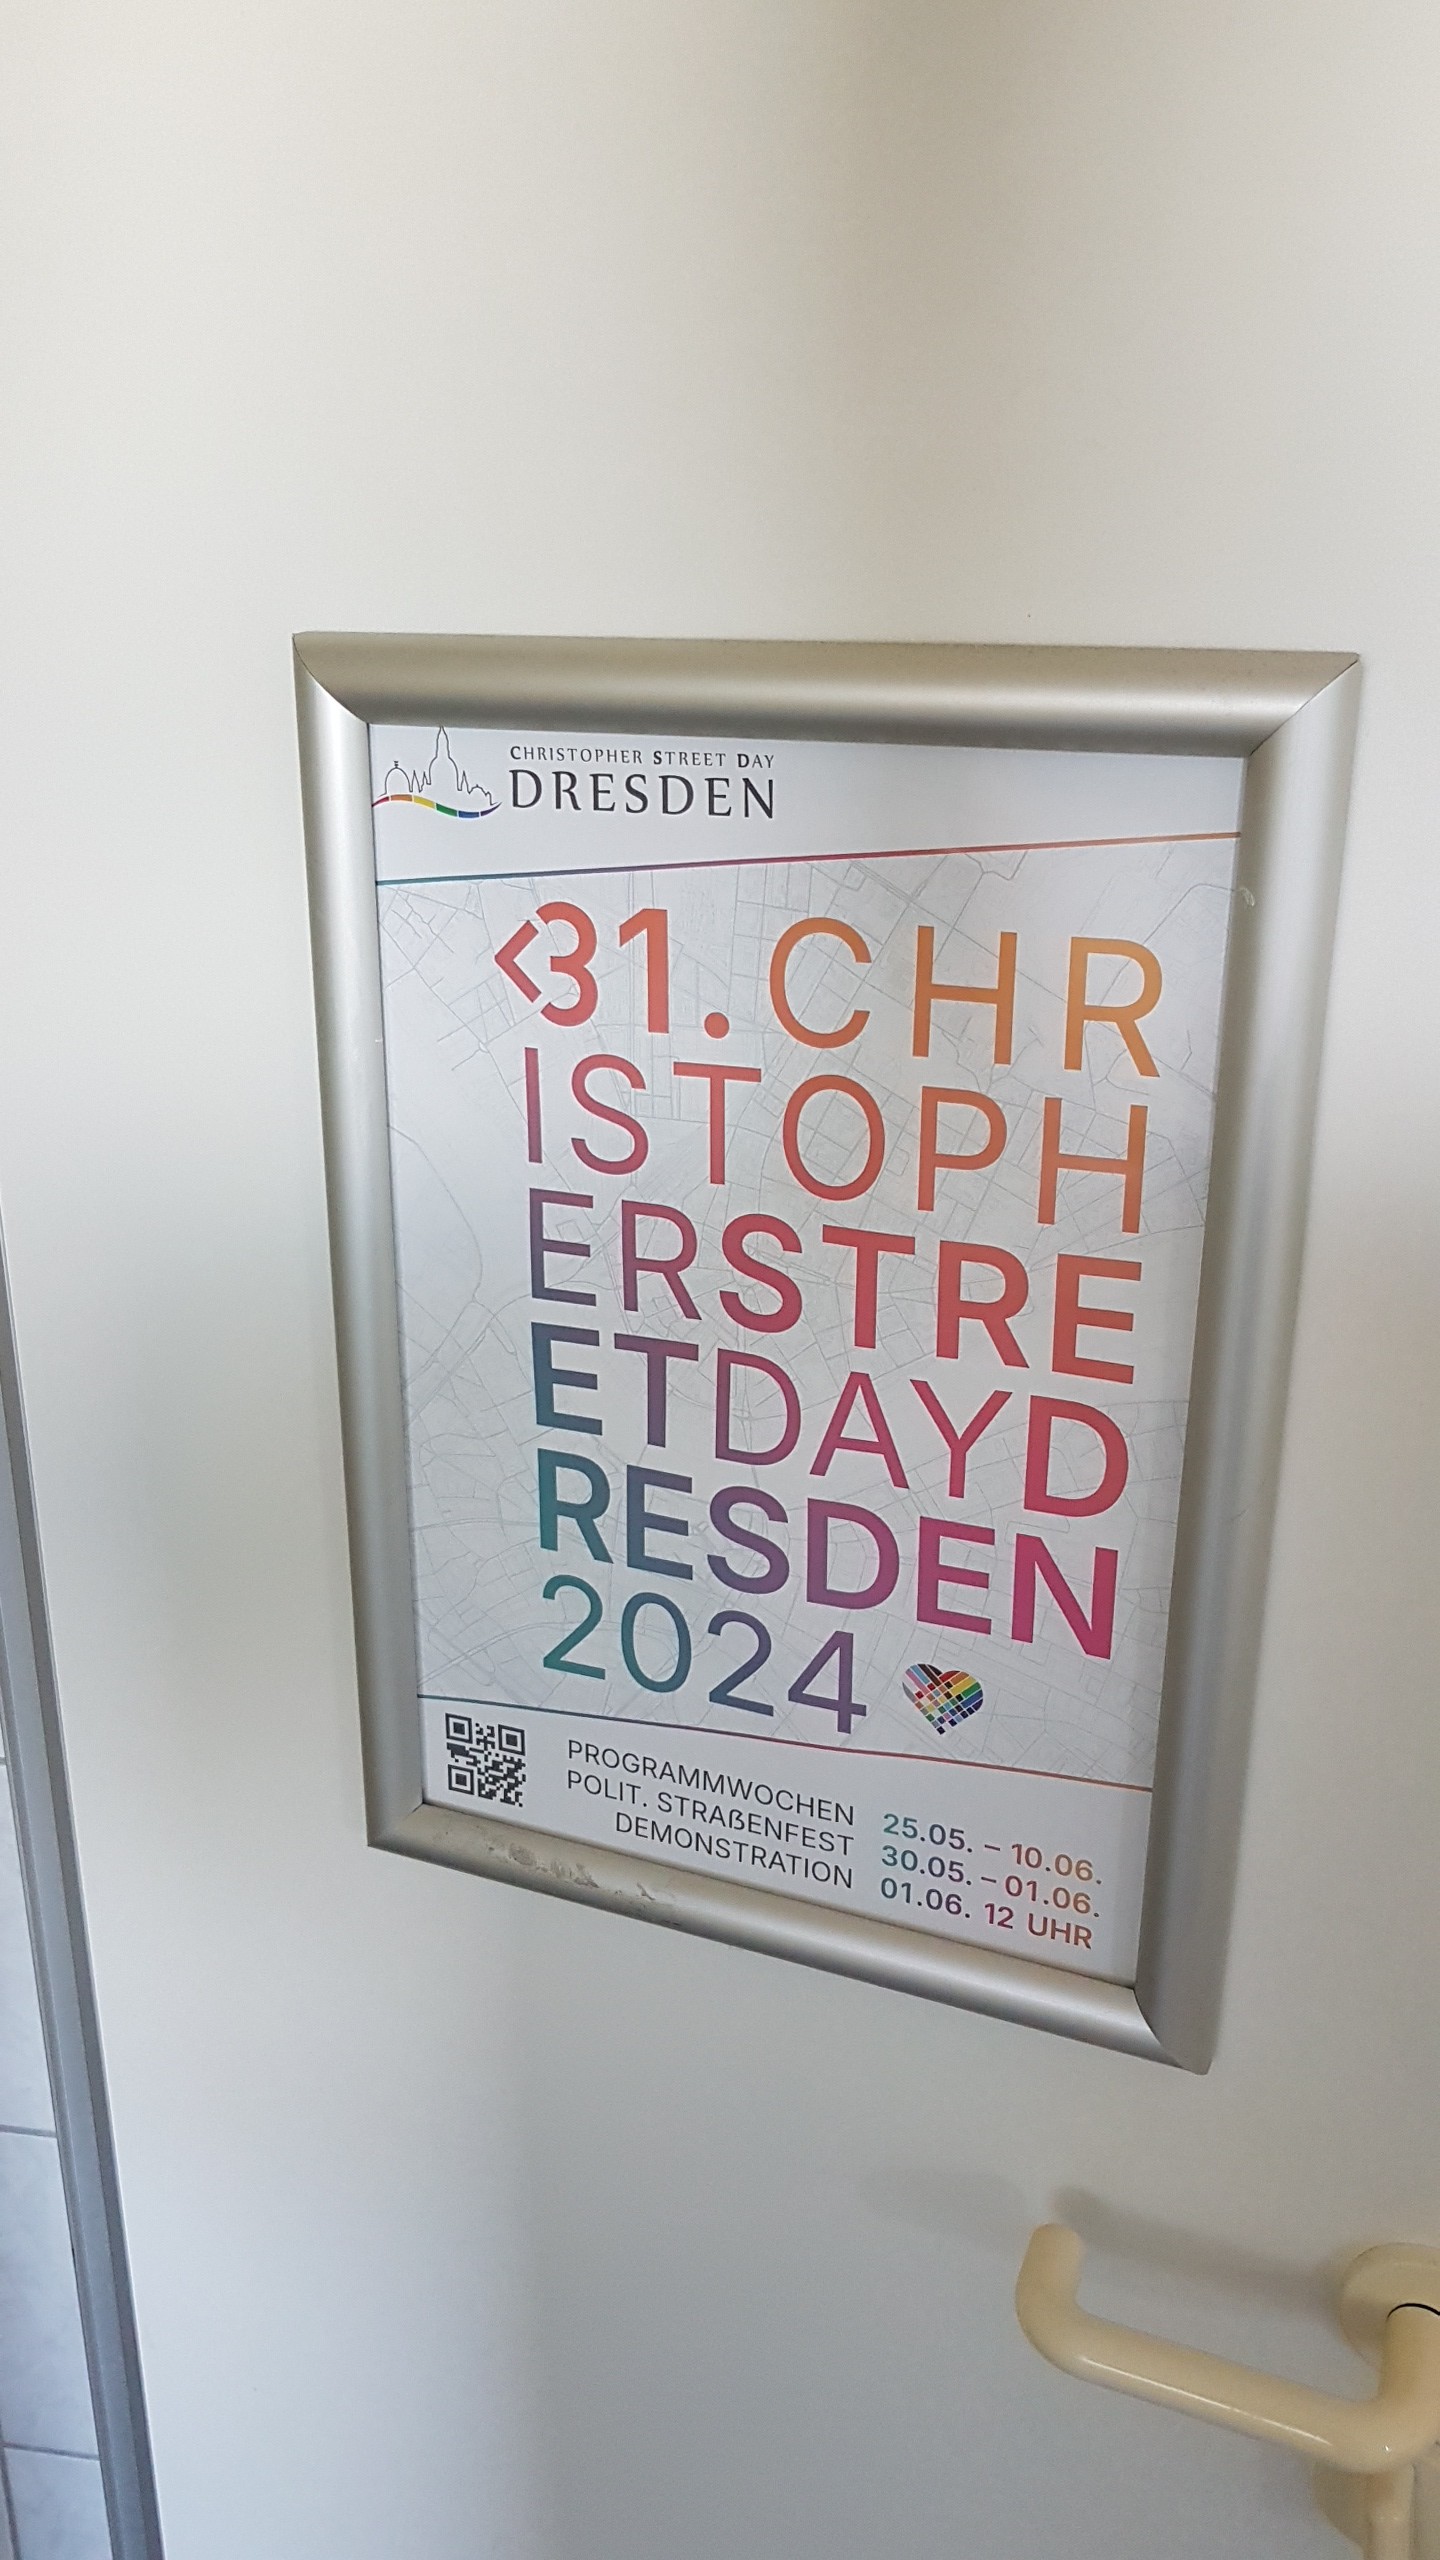 CHRISTOPHER STREET DAY
DRESDEN
<31. CHR
ISTOPH
ERSTRE
ETDAYD
RESDEN
2024
PROGRAMMWOCHEN 25.05. – 10.06.
POLIT. STRAßENFEST 30.05. – 01.06.
DEMONSTRATION 01.06. 12 UHR